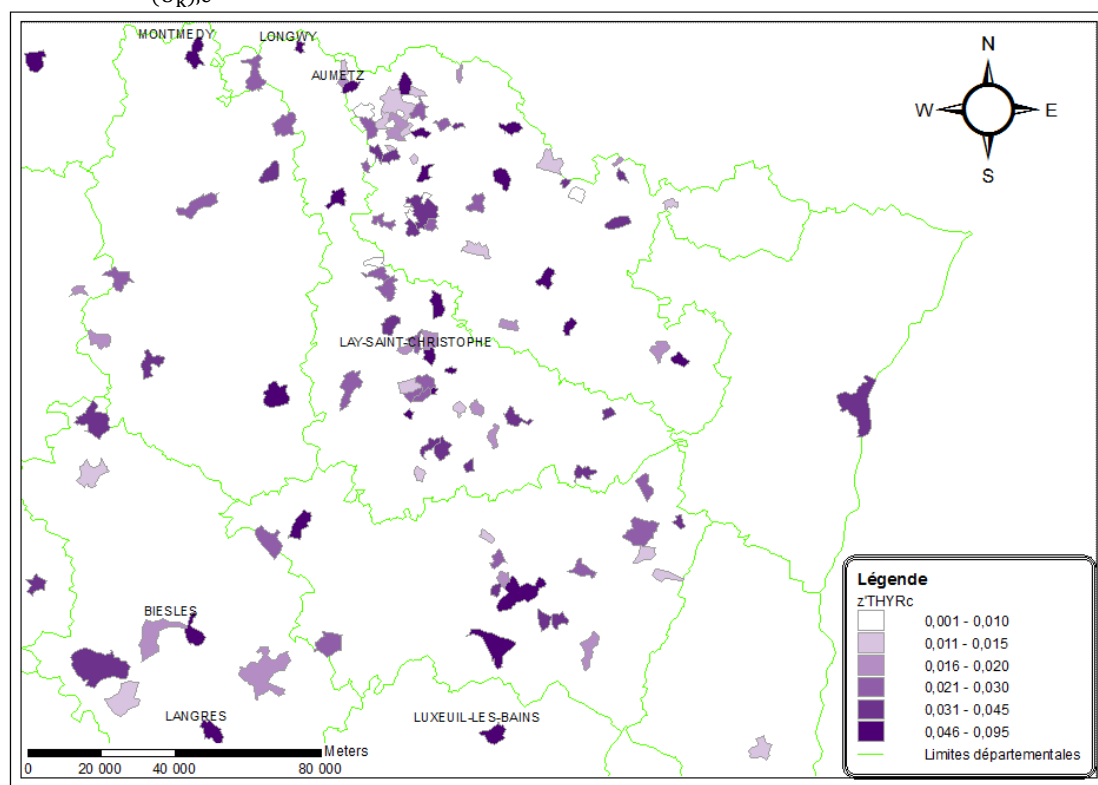 (σk),c
MONTMEDY
LONGWY
AUMETZ
N
W
E
S
LAY-SAINT-CHRISTOPHE
BIESLES
LANGRES
LUXEUIL-LES-BAINS
Meters
0 20 000 40 000 80 000
Légende
z'THYRc
0,001 - 0,010
0,011 - 0,015
0,016 - 0,020
0,021 - 0,030
0,031 - 0,045
0,046 - 0,095
Limites départementales